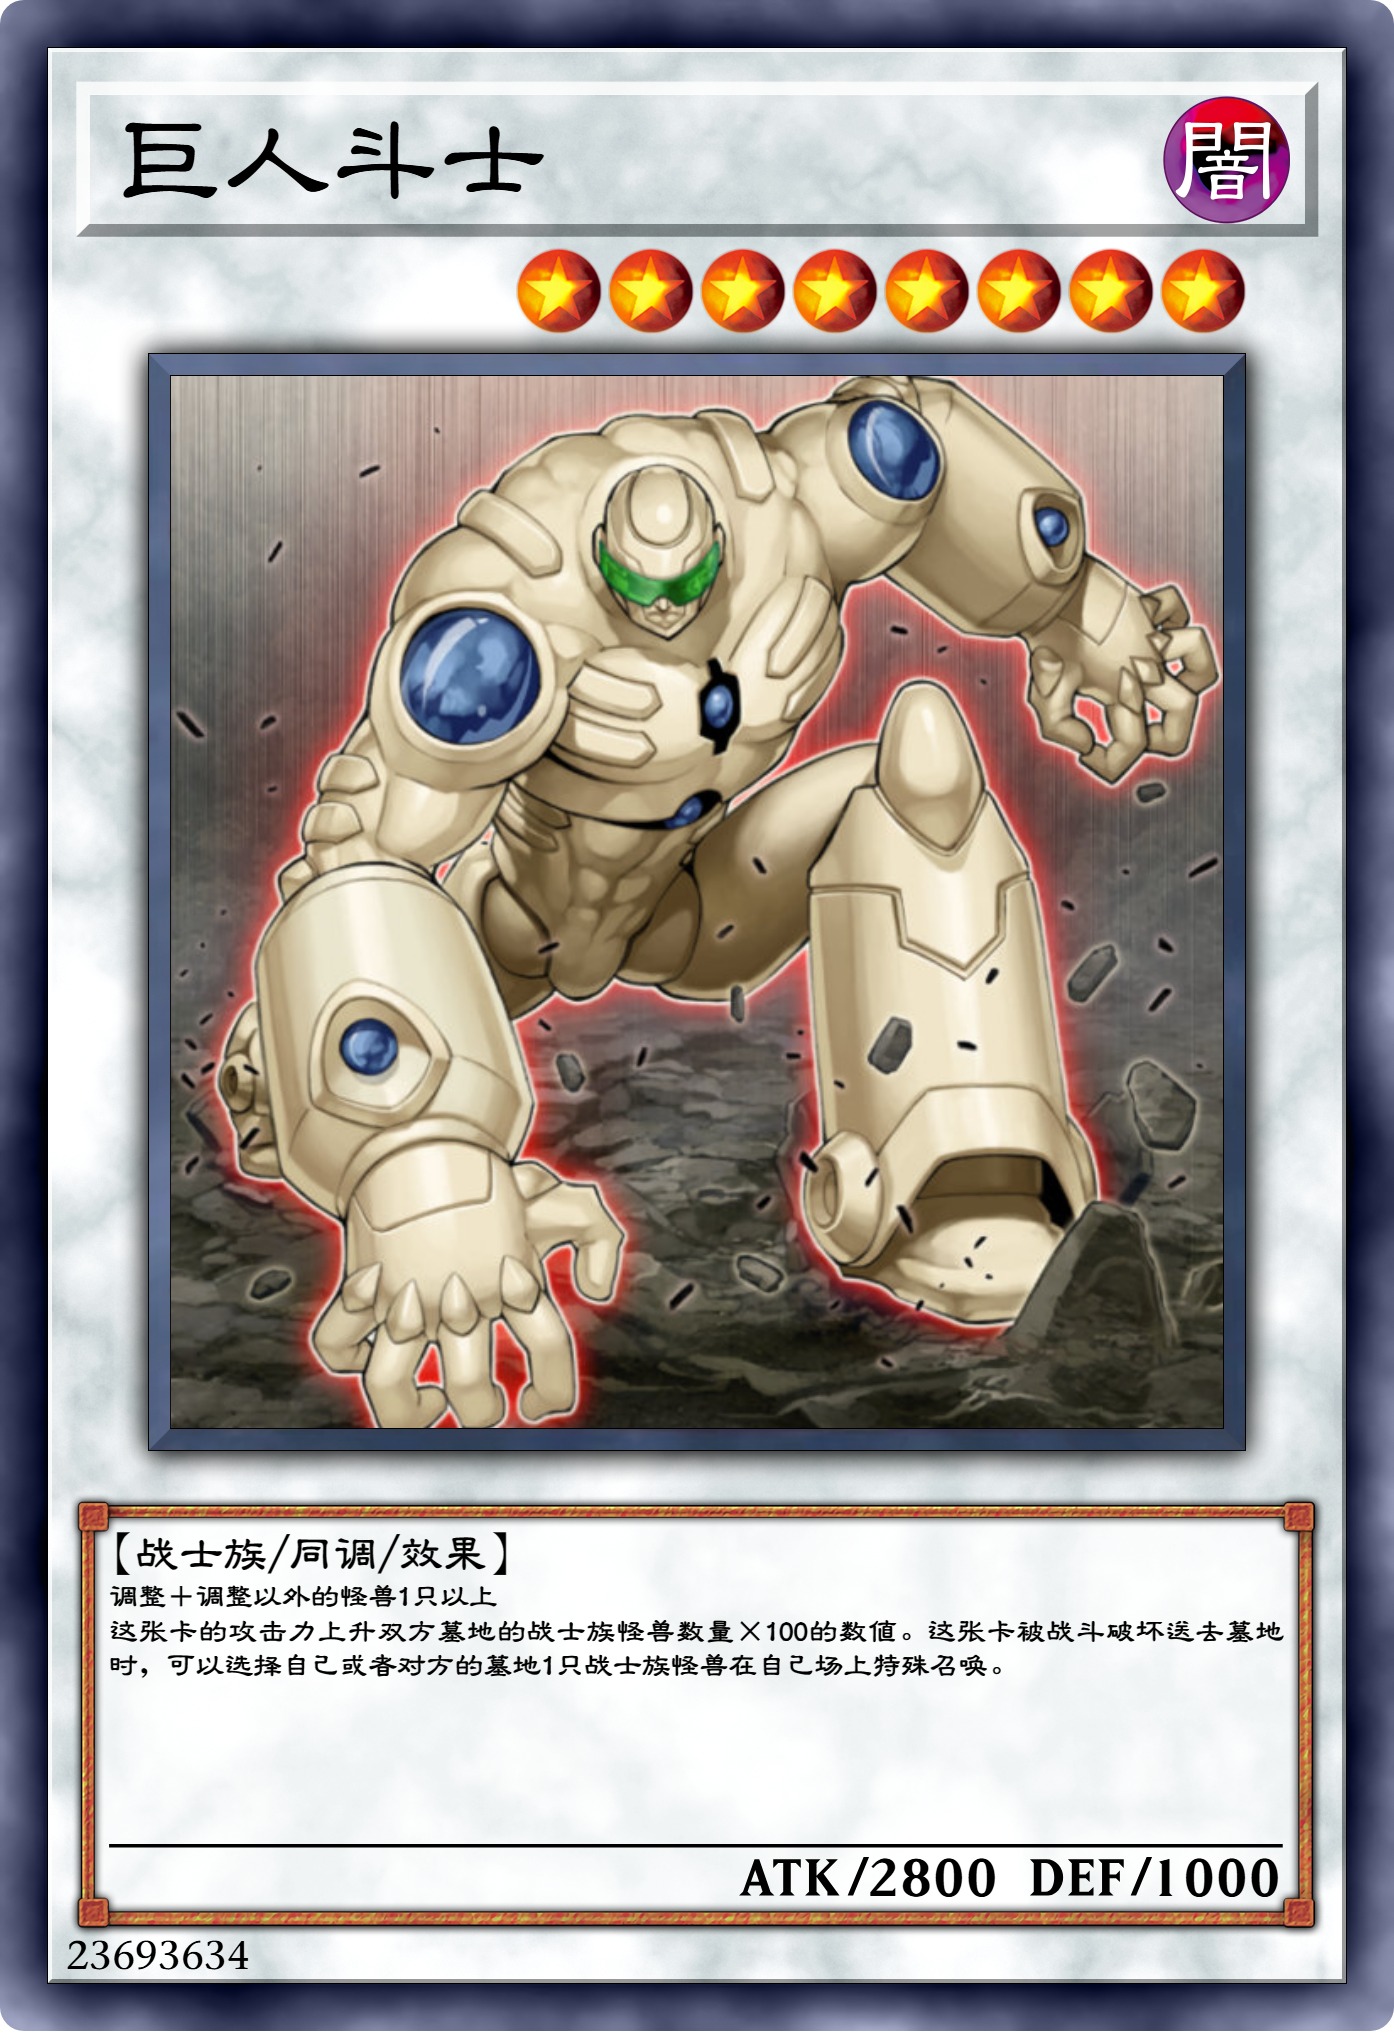 巨人斗士
闇
【战士族/同调/效果】
调整＋调整以外的怪兽1只以上
这张卡的攻击力上升双方墓地的战士族怪兽数量×100的数值。这张卡被战斗破坏送去墓地
时，可以选择自己或者对方的墓地1只战士族怪兽在自己场上特殊召唤。
ATK/2800 DEF/1000
23693634